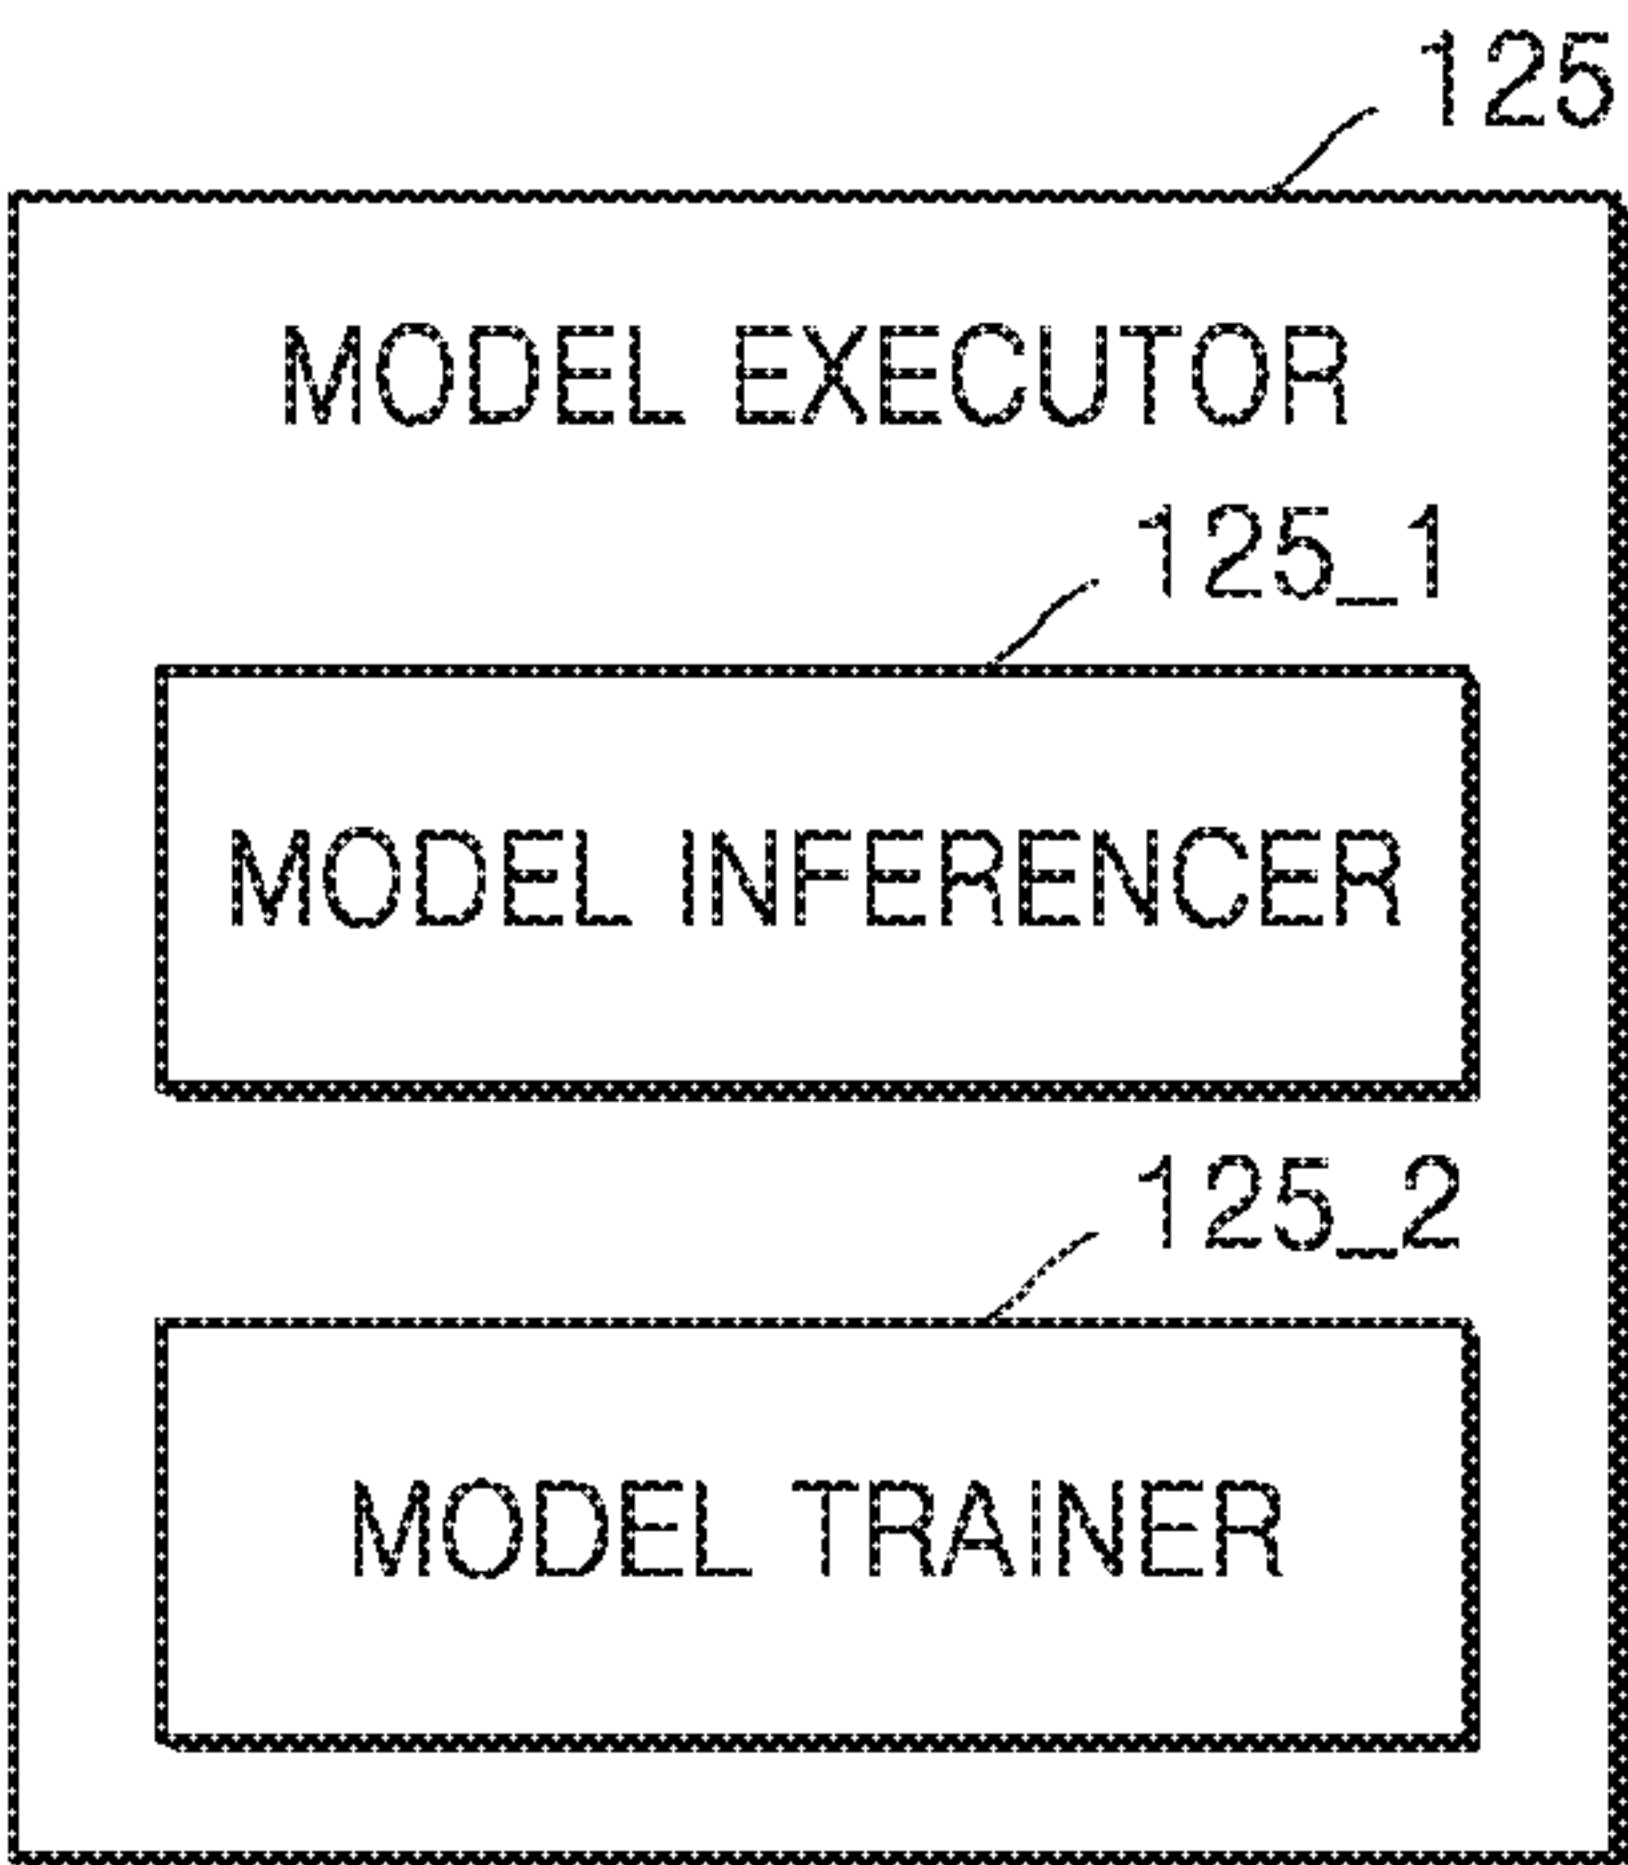 125
MODEL EXECUTOR
125_1
MODEL INFERENCER
125_2
MODEL TRAINER